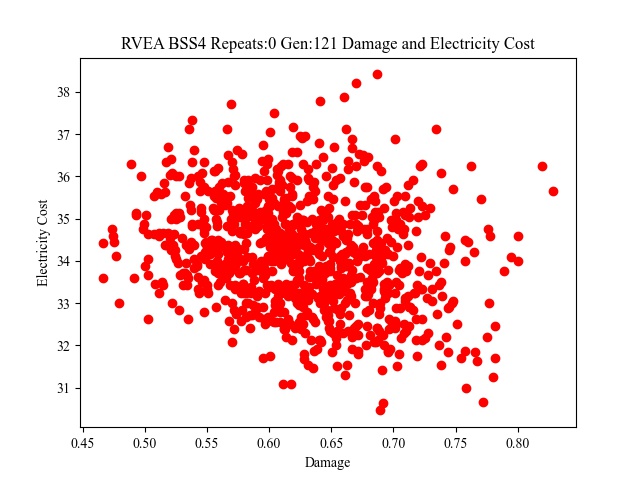 RVEA BSS4 Repeats:0 Gen:121 Damage and Electricity Cost
38
37
36
35
34
33
32
31
Electricity Cost
0.45 0.50 0.55 0.60 0.65 0.70 0.75 0.80
Damage